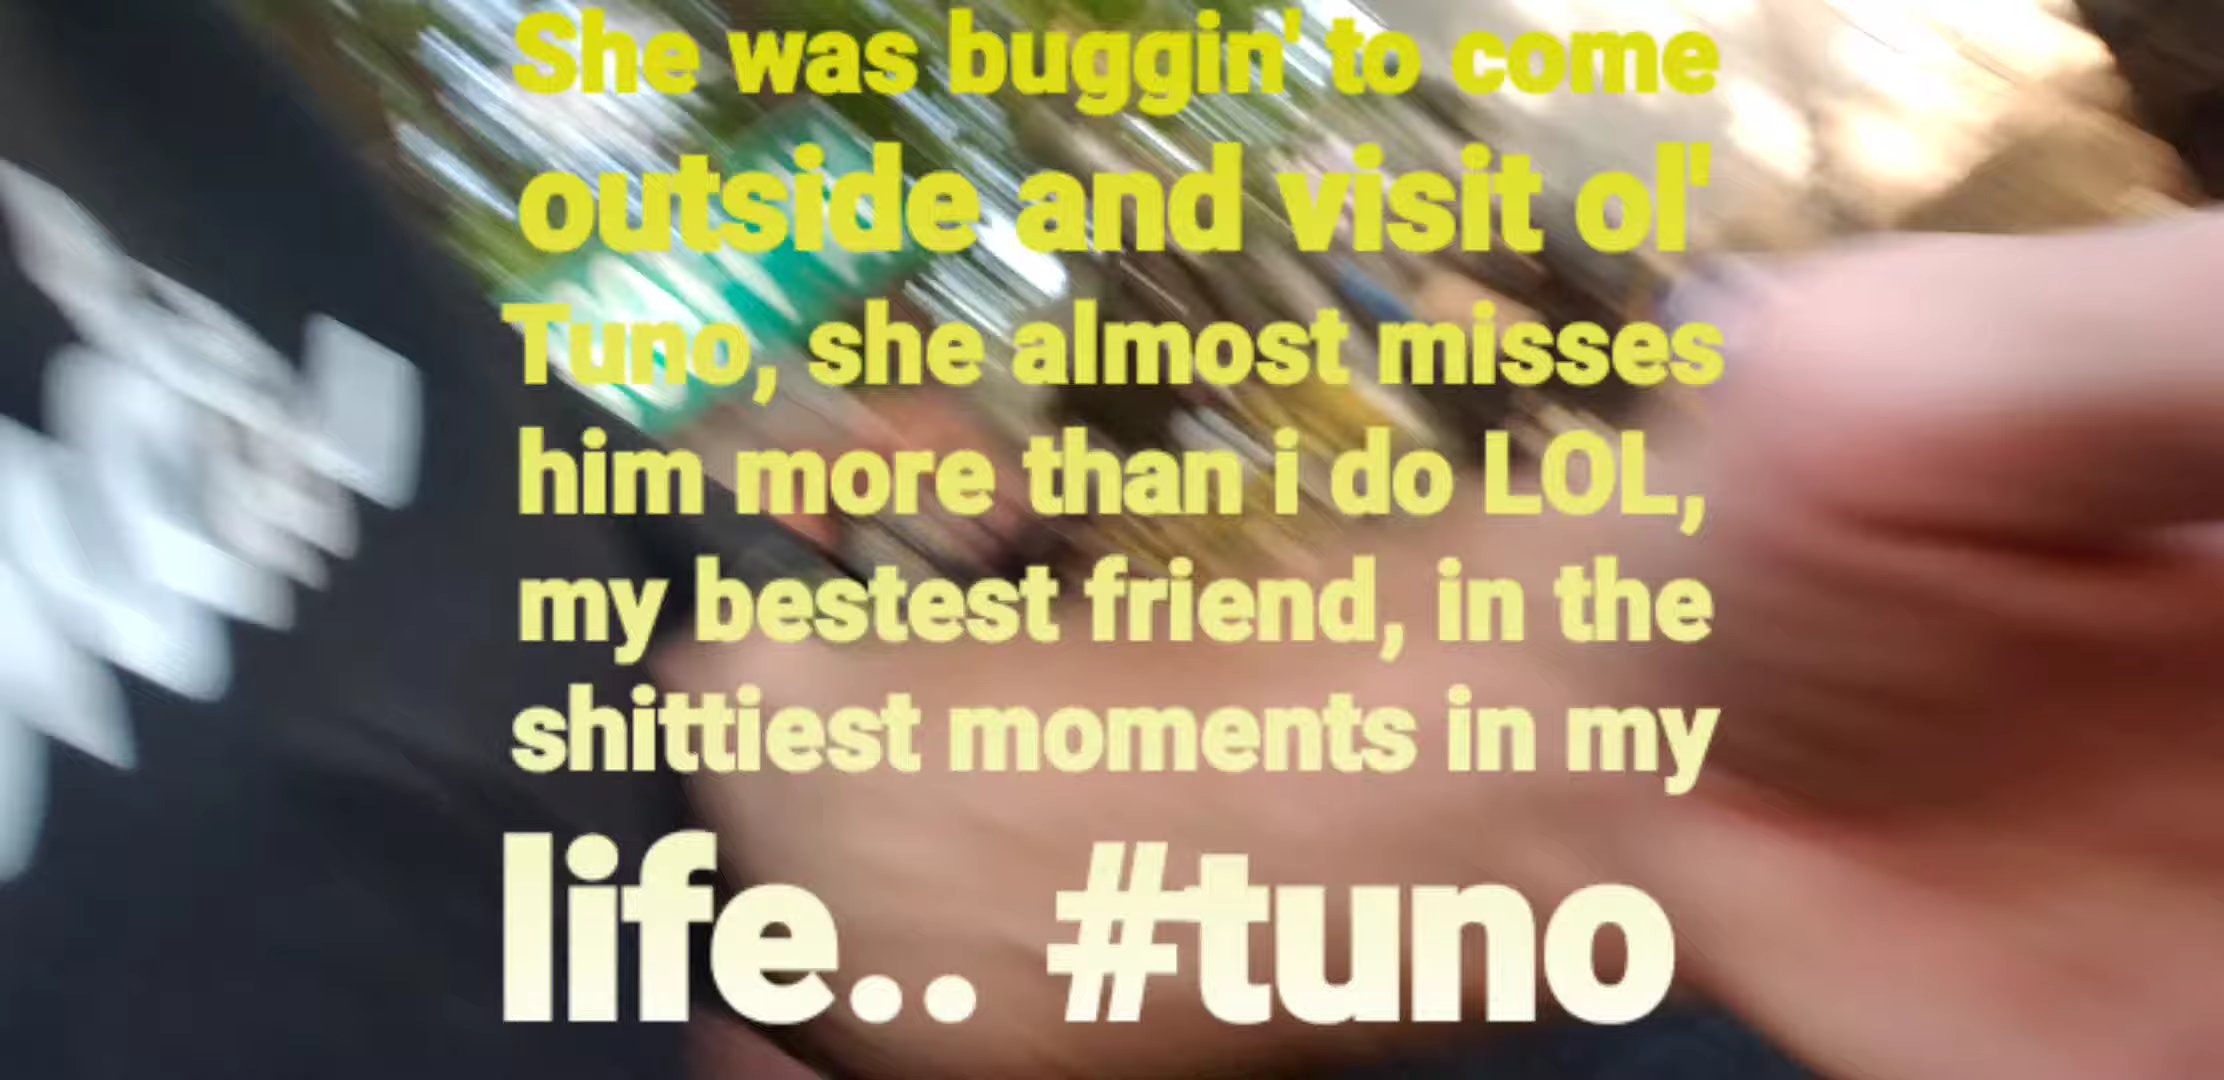 She was buggin' to come
outside and visit ol'
Tuno, she almost misses
him more than i do LOL,
my bestest friend, in the
shittiest moments in my
life.. #tuno